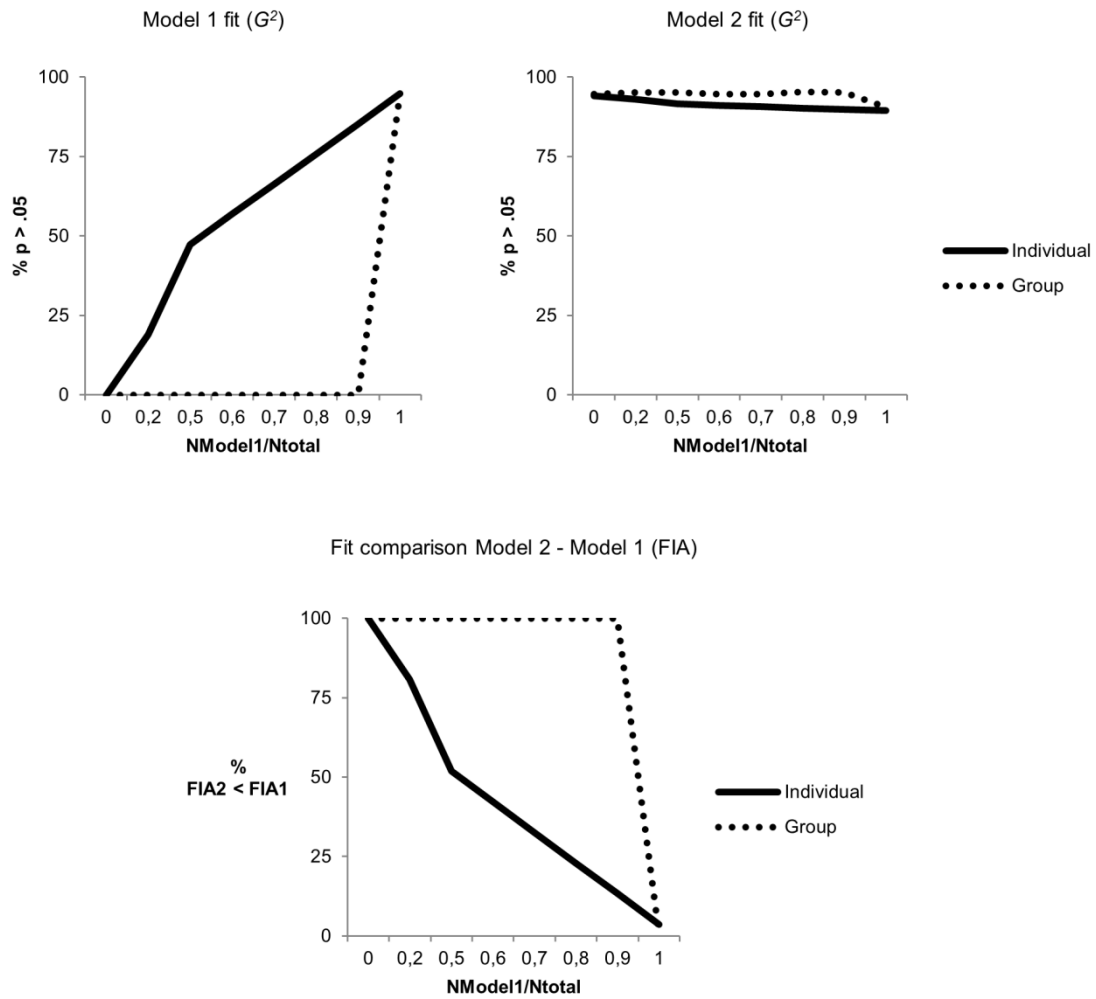 Model 1 fit (G²)
100
75
50
25
0
% p > .05
0 0,2 0,5 0,6 0,7 0,8 0,9 1
NModel1/Ntotal
Model 2 fit (G²)
100
75
50
25
0
% p > .05
0 0,2 0,5 0,6 0,7 0,8 0,9 1
NModel1/Ntotal
Individual
Group
Fit comparison Model 2 - Model 1 (FIA)
100
75
50
25
0
%
FIA2 < FIA1
0 0,2 0,5 0,6 0,7 0,8 0,9 1
NModel1/Ntotal
Individual
Group